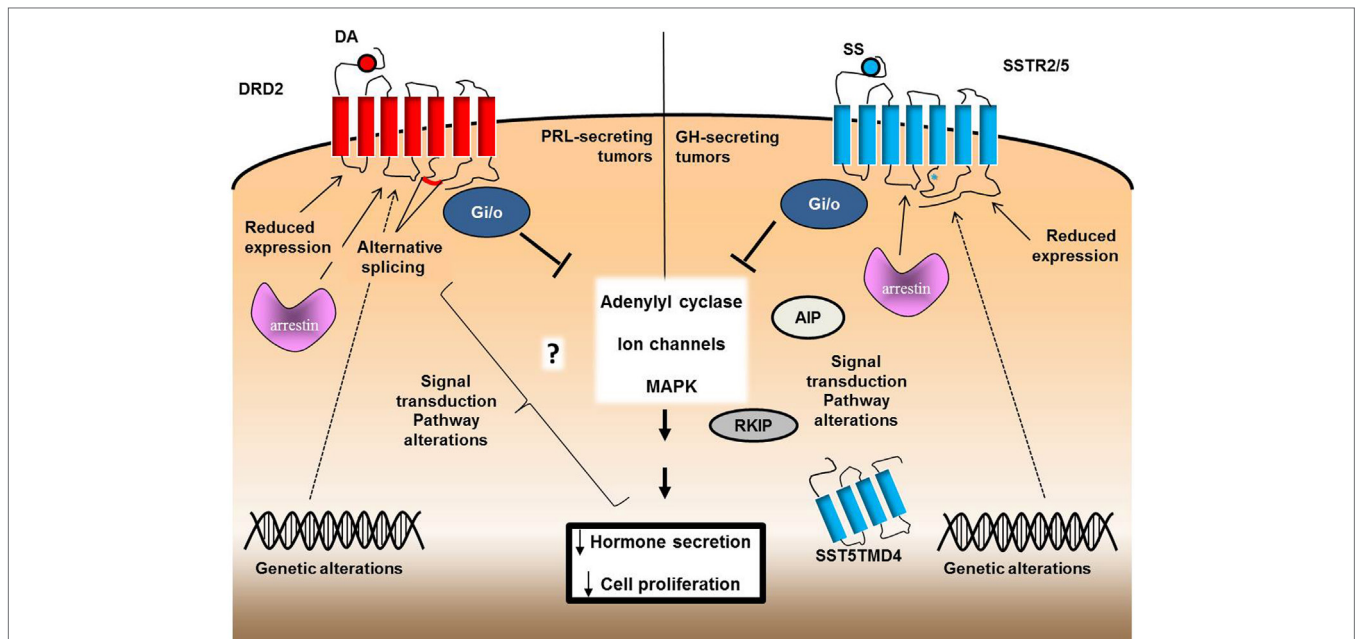 DA
SS
DRD2
SSTR2/5
PRL-secreting
tumors
GH-secreting
tumors
Gi/o
Gi/o
Reduced
expression
Alternative
splicing
Reduced
expression
arrestin
arrestin
Adenylyl cyclase
Ion channels
MAPK
AIP
?
Signal
transduction
Pathway
alterations
Signal
transduction
Pathway
alterations
RKIP
SST5TMD4
Genetic alterations
Hormone secretion
Cell proliferation
Genetic alterations